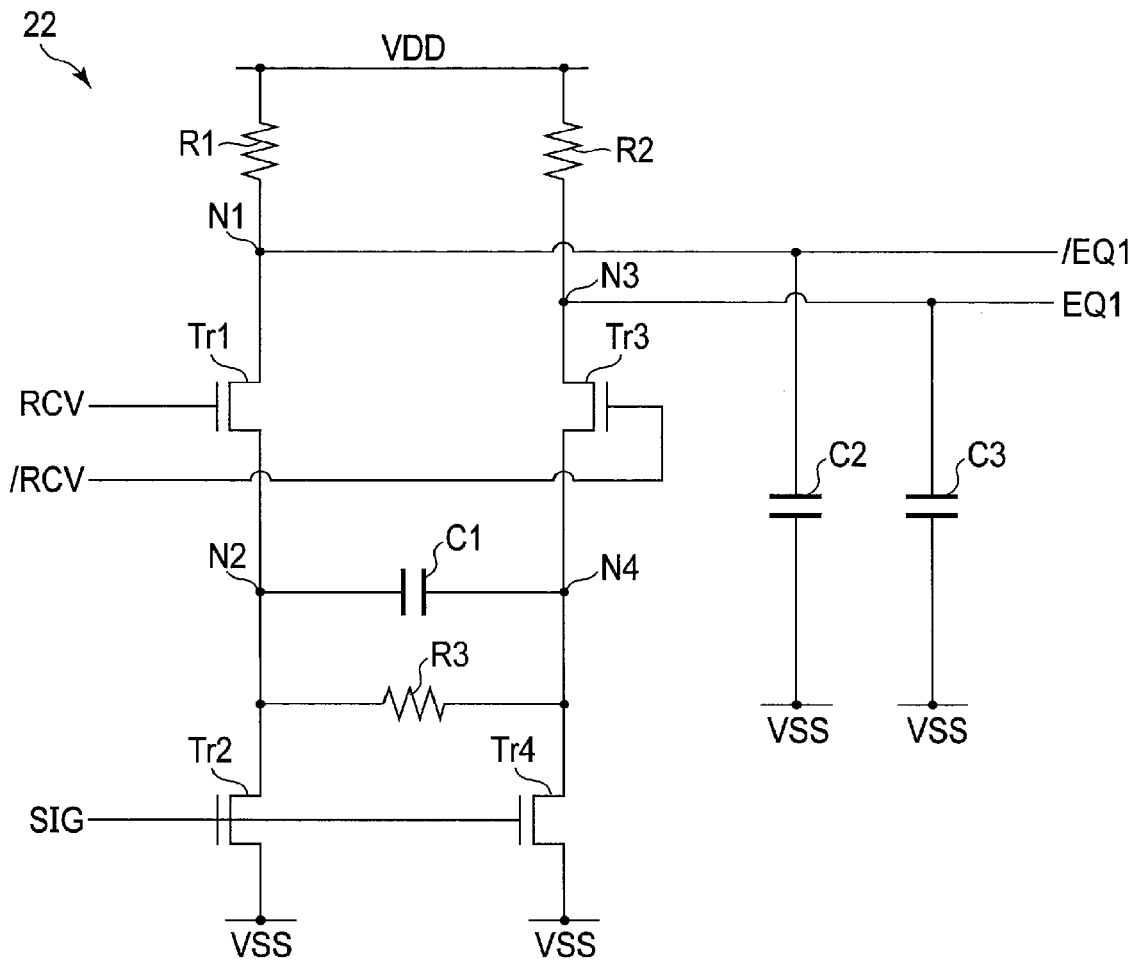 22
VDD
R1
R2
N1
/EQ1
N3
EQ1
Tr1
Tr3
RCV
/RCV
C2
C3
N2
C1
N4
R3
VSS
VSS
Tr2
Tr4
SIG
VSS
VSS